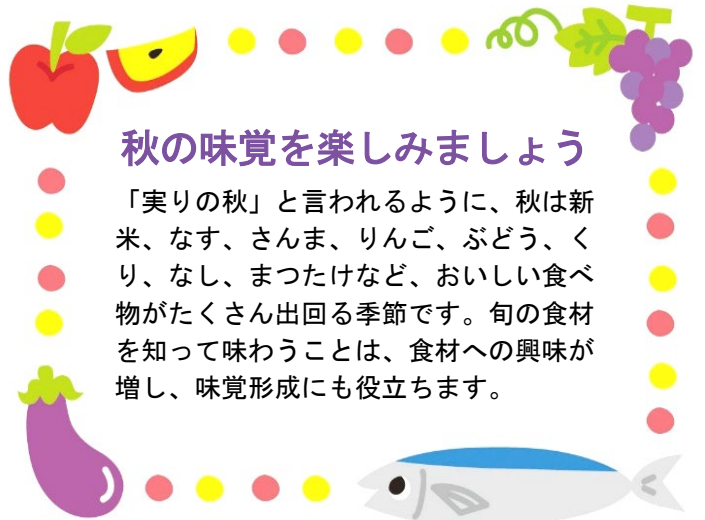 秋の味覚を楽しみましょう
「実りの秋」と言われるように、秋は新
米、なす、さんま、りんご、ぶどう、く
り、なし、まつたけなど、おいしい食べ
物がたくさん出回る季節です。旬の食材
を知って味わうことは、食材への興味が
増し、味覚形成にも役立ちます。